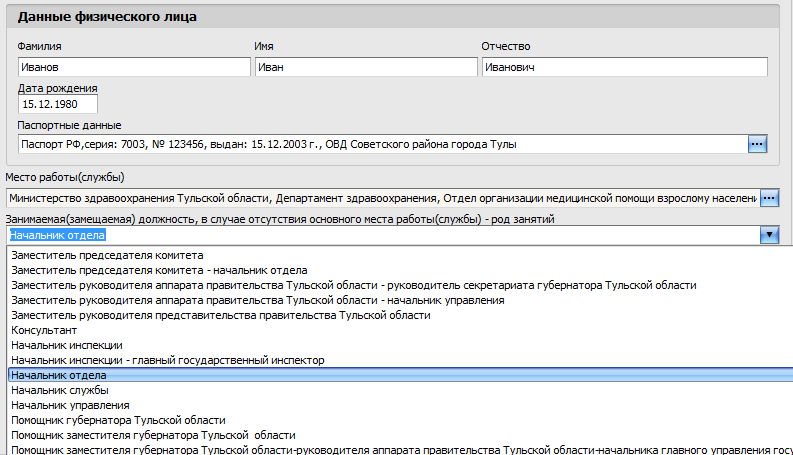 Данные физического лица
Фамилия Имя Отчество
Иванов Иван Иванович
Дата рождения
15.12.1980
Паспортные данные
Паспорт РФ,серия: 7003, № 123456, выдан: 15.12.2003 г., ОВД Советского района города Тулы
Место работы(службы)
Министерство здравоохранения Тульской области, Департамент здравоохранения, Отдел организации медицинской помощи взрослому населен
Занимаемая(замещаемая) должность, в случае отсутствия основного места работы(службы) - род занятий
Начальник отдела
Заместитель председателя комитета
Заместитель председателя комитета - начальник отдела
Заместитель руководителя аппарата правительства Тульской области - руководитель секретариата губернатора Тульской области
Заместитель руководителя аппарата правительства Тульской области - начальник управления
Заместитель руководителя представительства правительства Тульской области
Консультант
Начальник инспекции
Начальник инспекции - главный государственный инспектор
Начальник отдела
Начальник службы
Начальник управления
Помощник губернатора Тульской области
Помощник заместителя губернатора Тульской области
Помощник заместителя губернатора Тульской области-руководителя аппарата правительства Тульской области-начальника главного управления госу